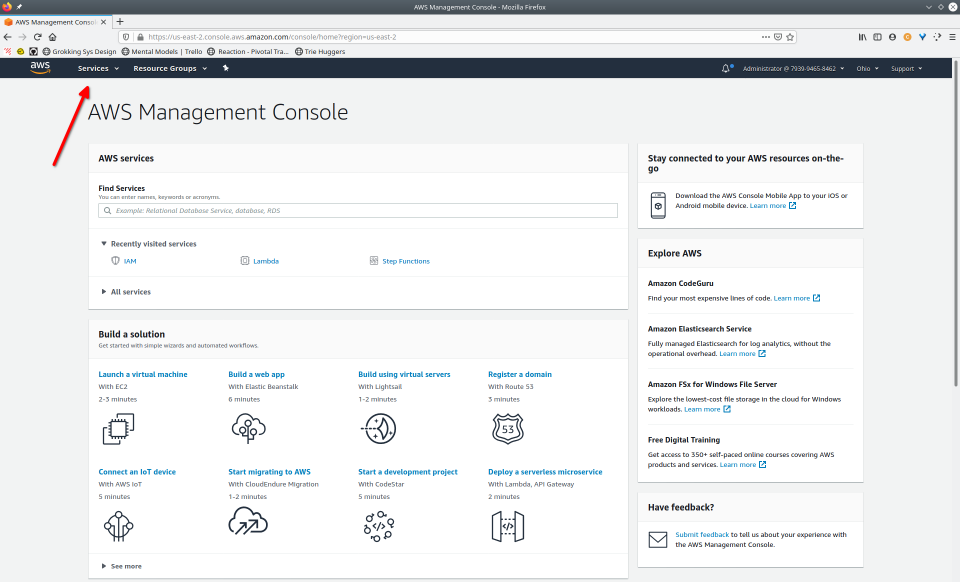 AWS Management Console - Mozilla Firefox
AWS Management Consol
https://us-east-2.console.aws.amazon.com/console/home?region=us-east-2
Grokking Sys Design
Mental Models | Trello
Reaction - Pivotal Tra...
Trie Huggers
aws
Services
Resource Groups
Administrator @ 7939-9465-8462
Ohio
Support
AWS Management Console
AWS services
Find Services
You can enter names, keywords or acronyms.
Example: Relational Database Service, database, RDS
Recently visited services
IAM
Lambda
Step Functions
All services
Build a solution
Get started with simple wizards and automated workflows.
Launch a virtual machine
With EC2
2-3 minutes
Build a web app
With Elastic Beanstalk
6 minutes
Build using virtual servers
With Lightsail
1-2 minutes
Register a domain
With Route 53
3 minutes
53
Connect an IoT device
With AWS IoT
5 minutes
Start migrating to AWS
With CloudEndure Migration
1-2 minutes
Start a development project
With CodeStar
5 minutes
Deploy a serverless microservice
With Lambda, API Gateway
2 minutes
See more
Stay connected to your AWS resources on-the-
go
Download the AWS Console Mobile App to your iOS or
Android mobile device. Learn more
Explore AWS
Amazon CodeGuru
Find your most expensive lines of code. Learn more
Amazon Elasticsearch Service
Fully managed Elasticsearch for log analytics, without the
operational overhead. Learn more
Amazon FSx for Windows File Server
Explore the lowest-cost file storage in the cloud for Windows
workloads. Learn more
Free Digital Training
Get access to 350+ self-paced online courses covering AWS
products and services. Learn more
Have feedback?
Submit feedback to tell us about your experience with
the AWS Management Console.